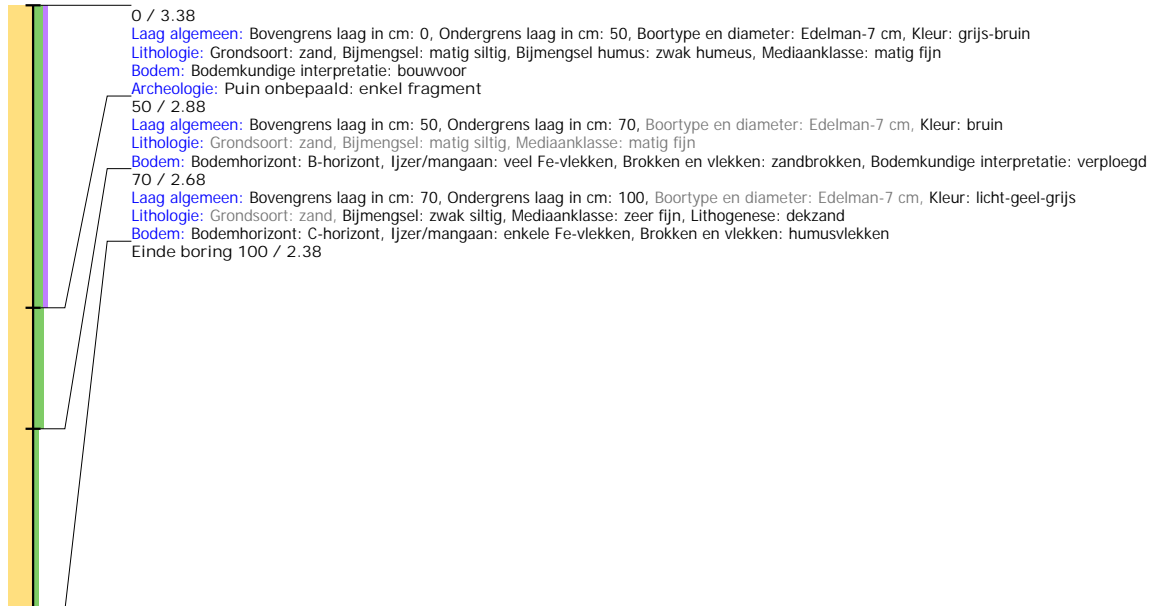 0 / 3.38
Laag algemeen: Bovengrens laag in cm: 0, Ondergrens laag in cm: 50, Boortype en diameter: Edelman-7 cm, Kleur: grijs-bruin
Lithologie: Grondsoort: zand, Bijmengsel: matig siltig, Bijmengsel humus: zwak humeus, Mediaanklasse: matig fijn
Bodem: Bodemkundige interpretatie: bouwvoor
Archeologie: Puin onbepaald: enkel fragment
50 / 2.88
Laag algemeen: Bovengrens laag in cm: 50, Ondergrens laag in cm: 70, Boortype en diameter: Edelman-7 cm, Kleur: bruin
Lithologie: Grondsoort: zand, Bijmengsel: matig siltig, Mediaanklasse: matig fijn
Bodem: Bodemhorizont: B-horizont, Ijzer/mangaan: veel Fe-vlekken, Brokken en vlekken: zandbrokken, Bodemkundige interpretatie: verploegd
70 / 2.68
Laag algemeen: Bovengrens laag in cm: 70, Ondergrens laag in cm: 100, Boortype en diameter: Edelman-7 cm, Kleur: licht-geel-grijs
Lithologie: Grondsoort: zand, Bijmengsel: zwak siltig, Mediaanklasse: zeer fijn, Lithogenese: dekzand
Bodem: Bodemhorizont: C-horizont, Ijzer/mangaan: enkele Fe-vlekken, Brokken en vlekken: humusvlekken
Einde boring 100 / 2.38